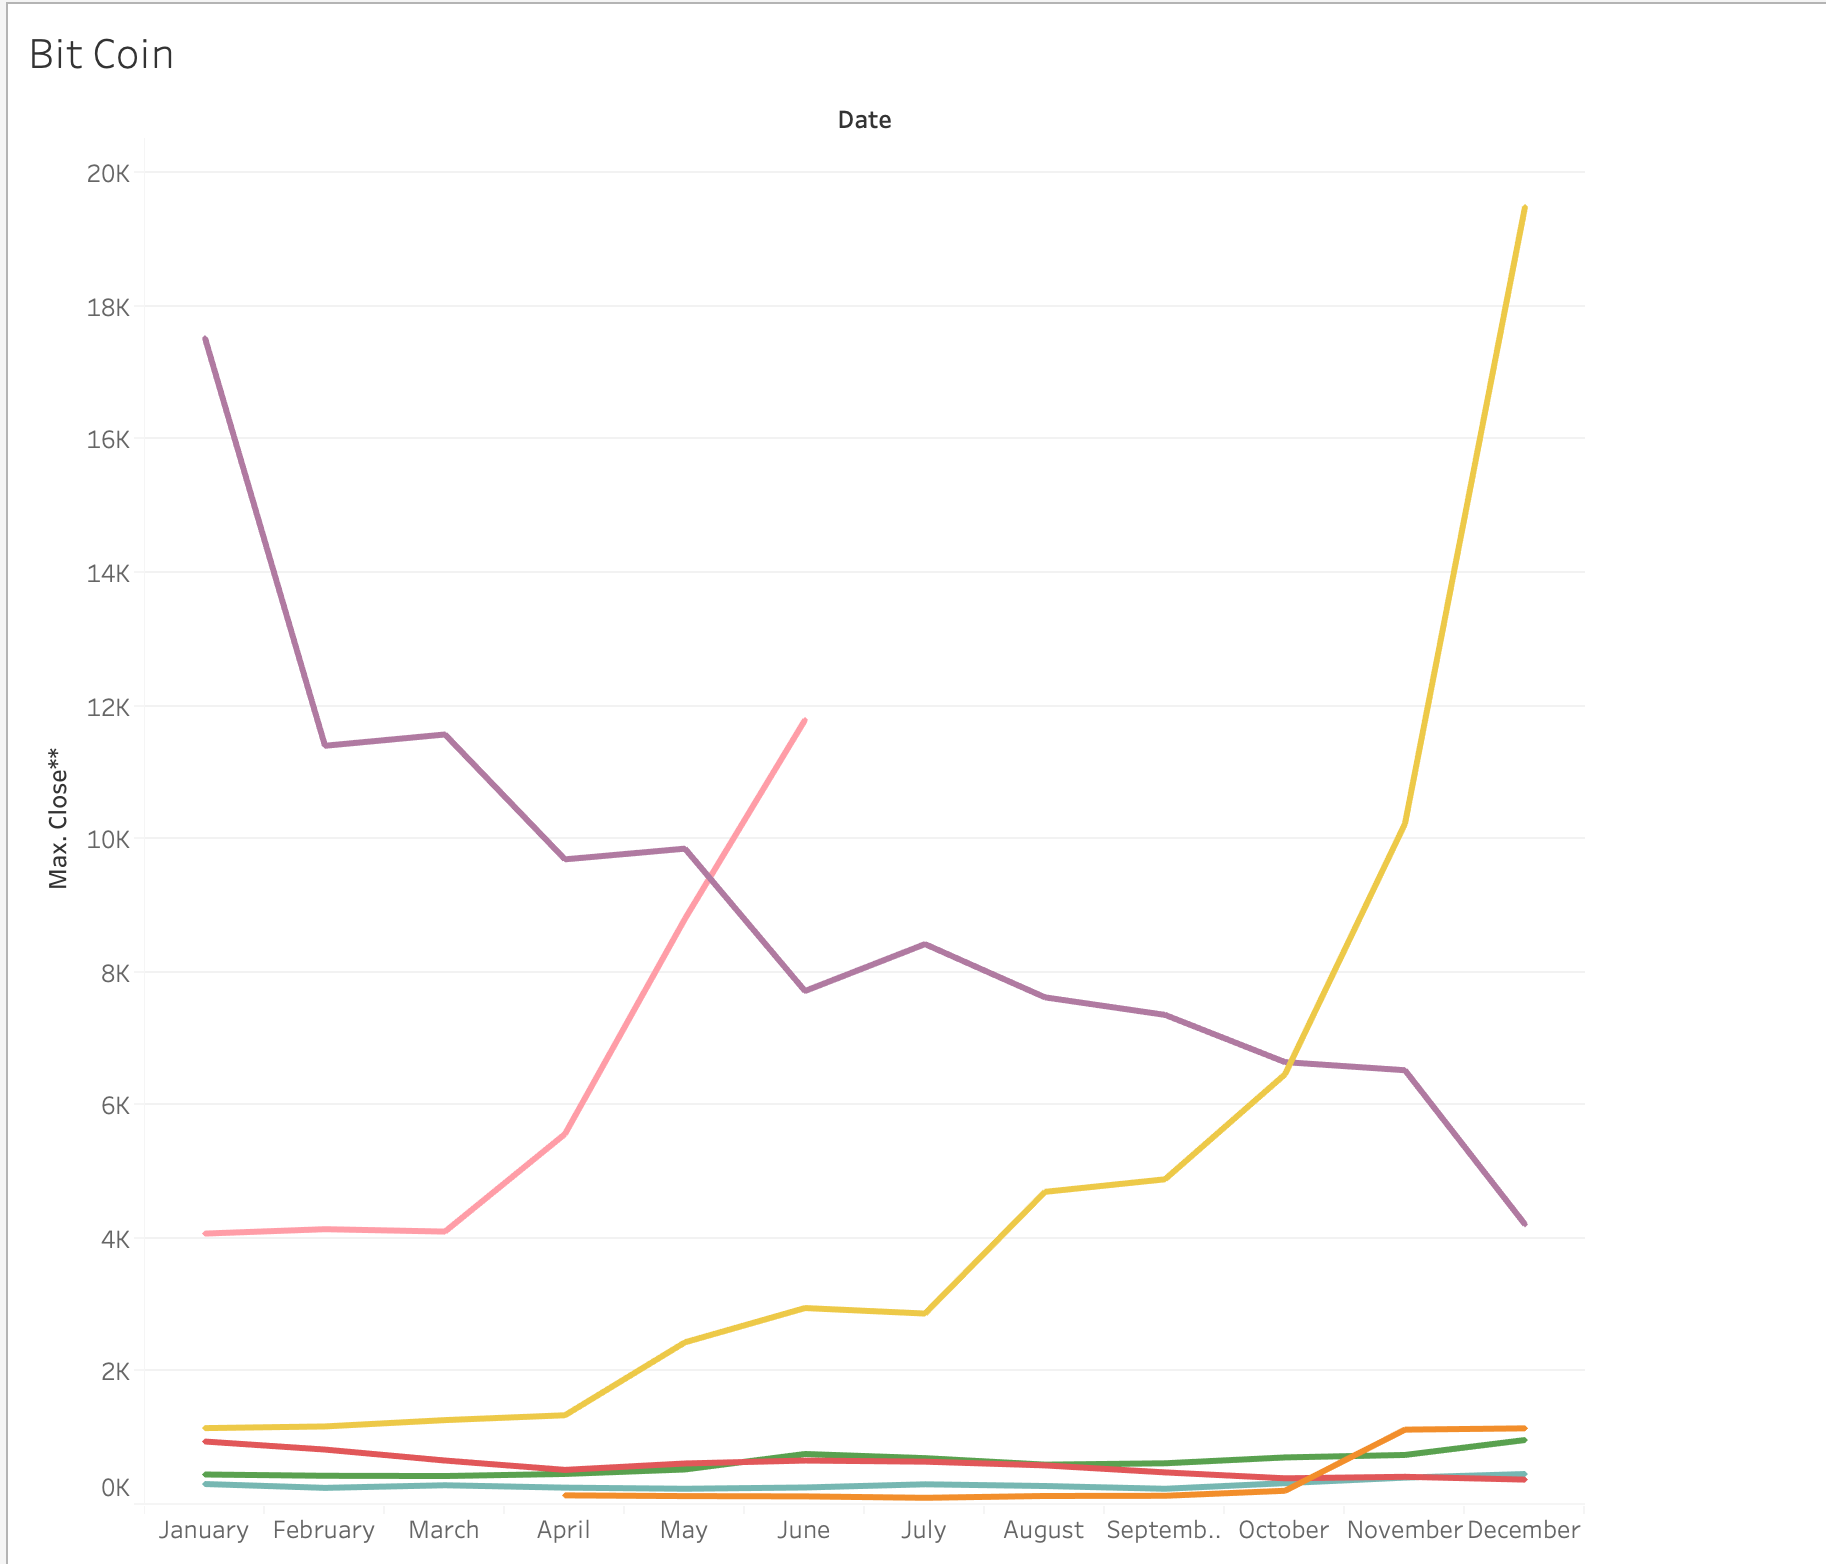 Bit Coin
Date
20K
18K
16K
14K
12K
10K
8K
6K
4K
2K
0K
Max. Close**
January February March April May June July August Septemb.. October November December